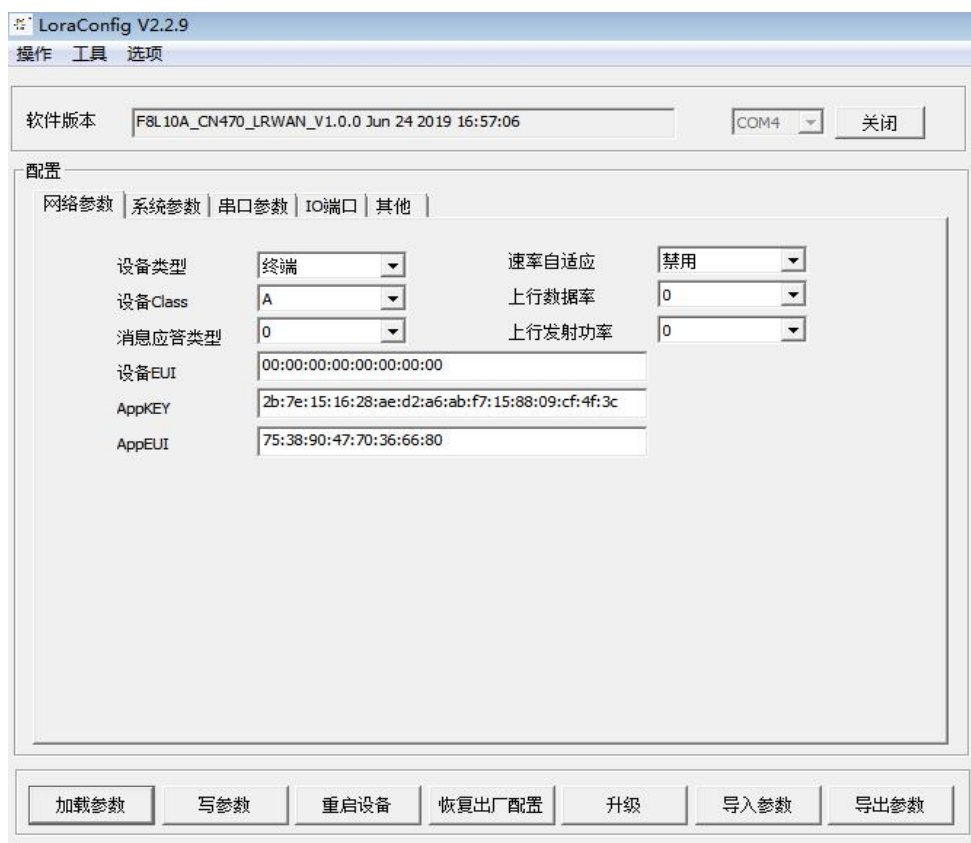 LoraConfig V2.2.9
操作 工具 选项
软件版本 F8L10A_CN470_LRWAN_V1.0.0 Jun 24 2019 16:57:06 COM4 关闭
配置
网络参数 系统参数 串口参数 IO端口 其他
设备类型 终端 速率自适应 禁用
设备Class A 上行数据率 0
消息应答类型 0 上行发射功率 0
设备EUI 00:00:00:00:00:00:00:00
AppKEY 2b:7e:15:16:28:ae:d2:a6:ab:f7:15:88:09:cf:4f:3c
AppEUI 75:38:90:47:70:36:66:80
加载参数 写参数 重启设备 恢复出厂配置 升级 导入参数 导出参数